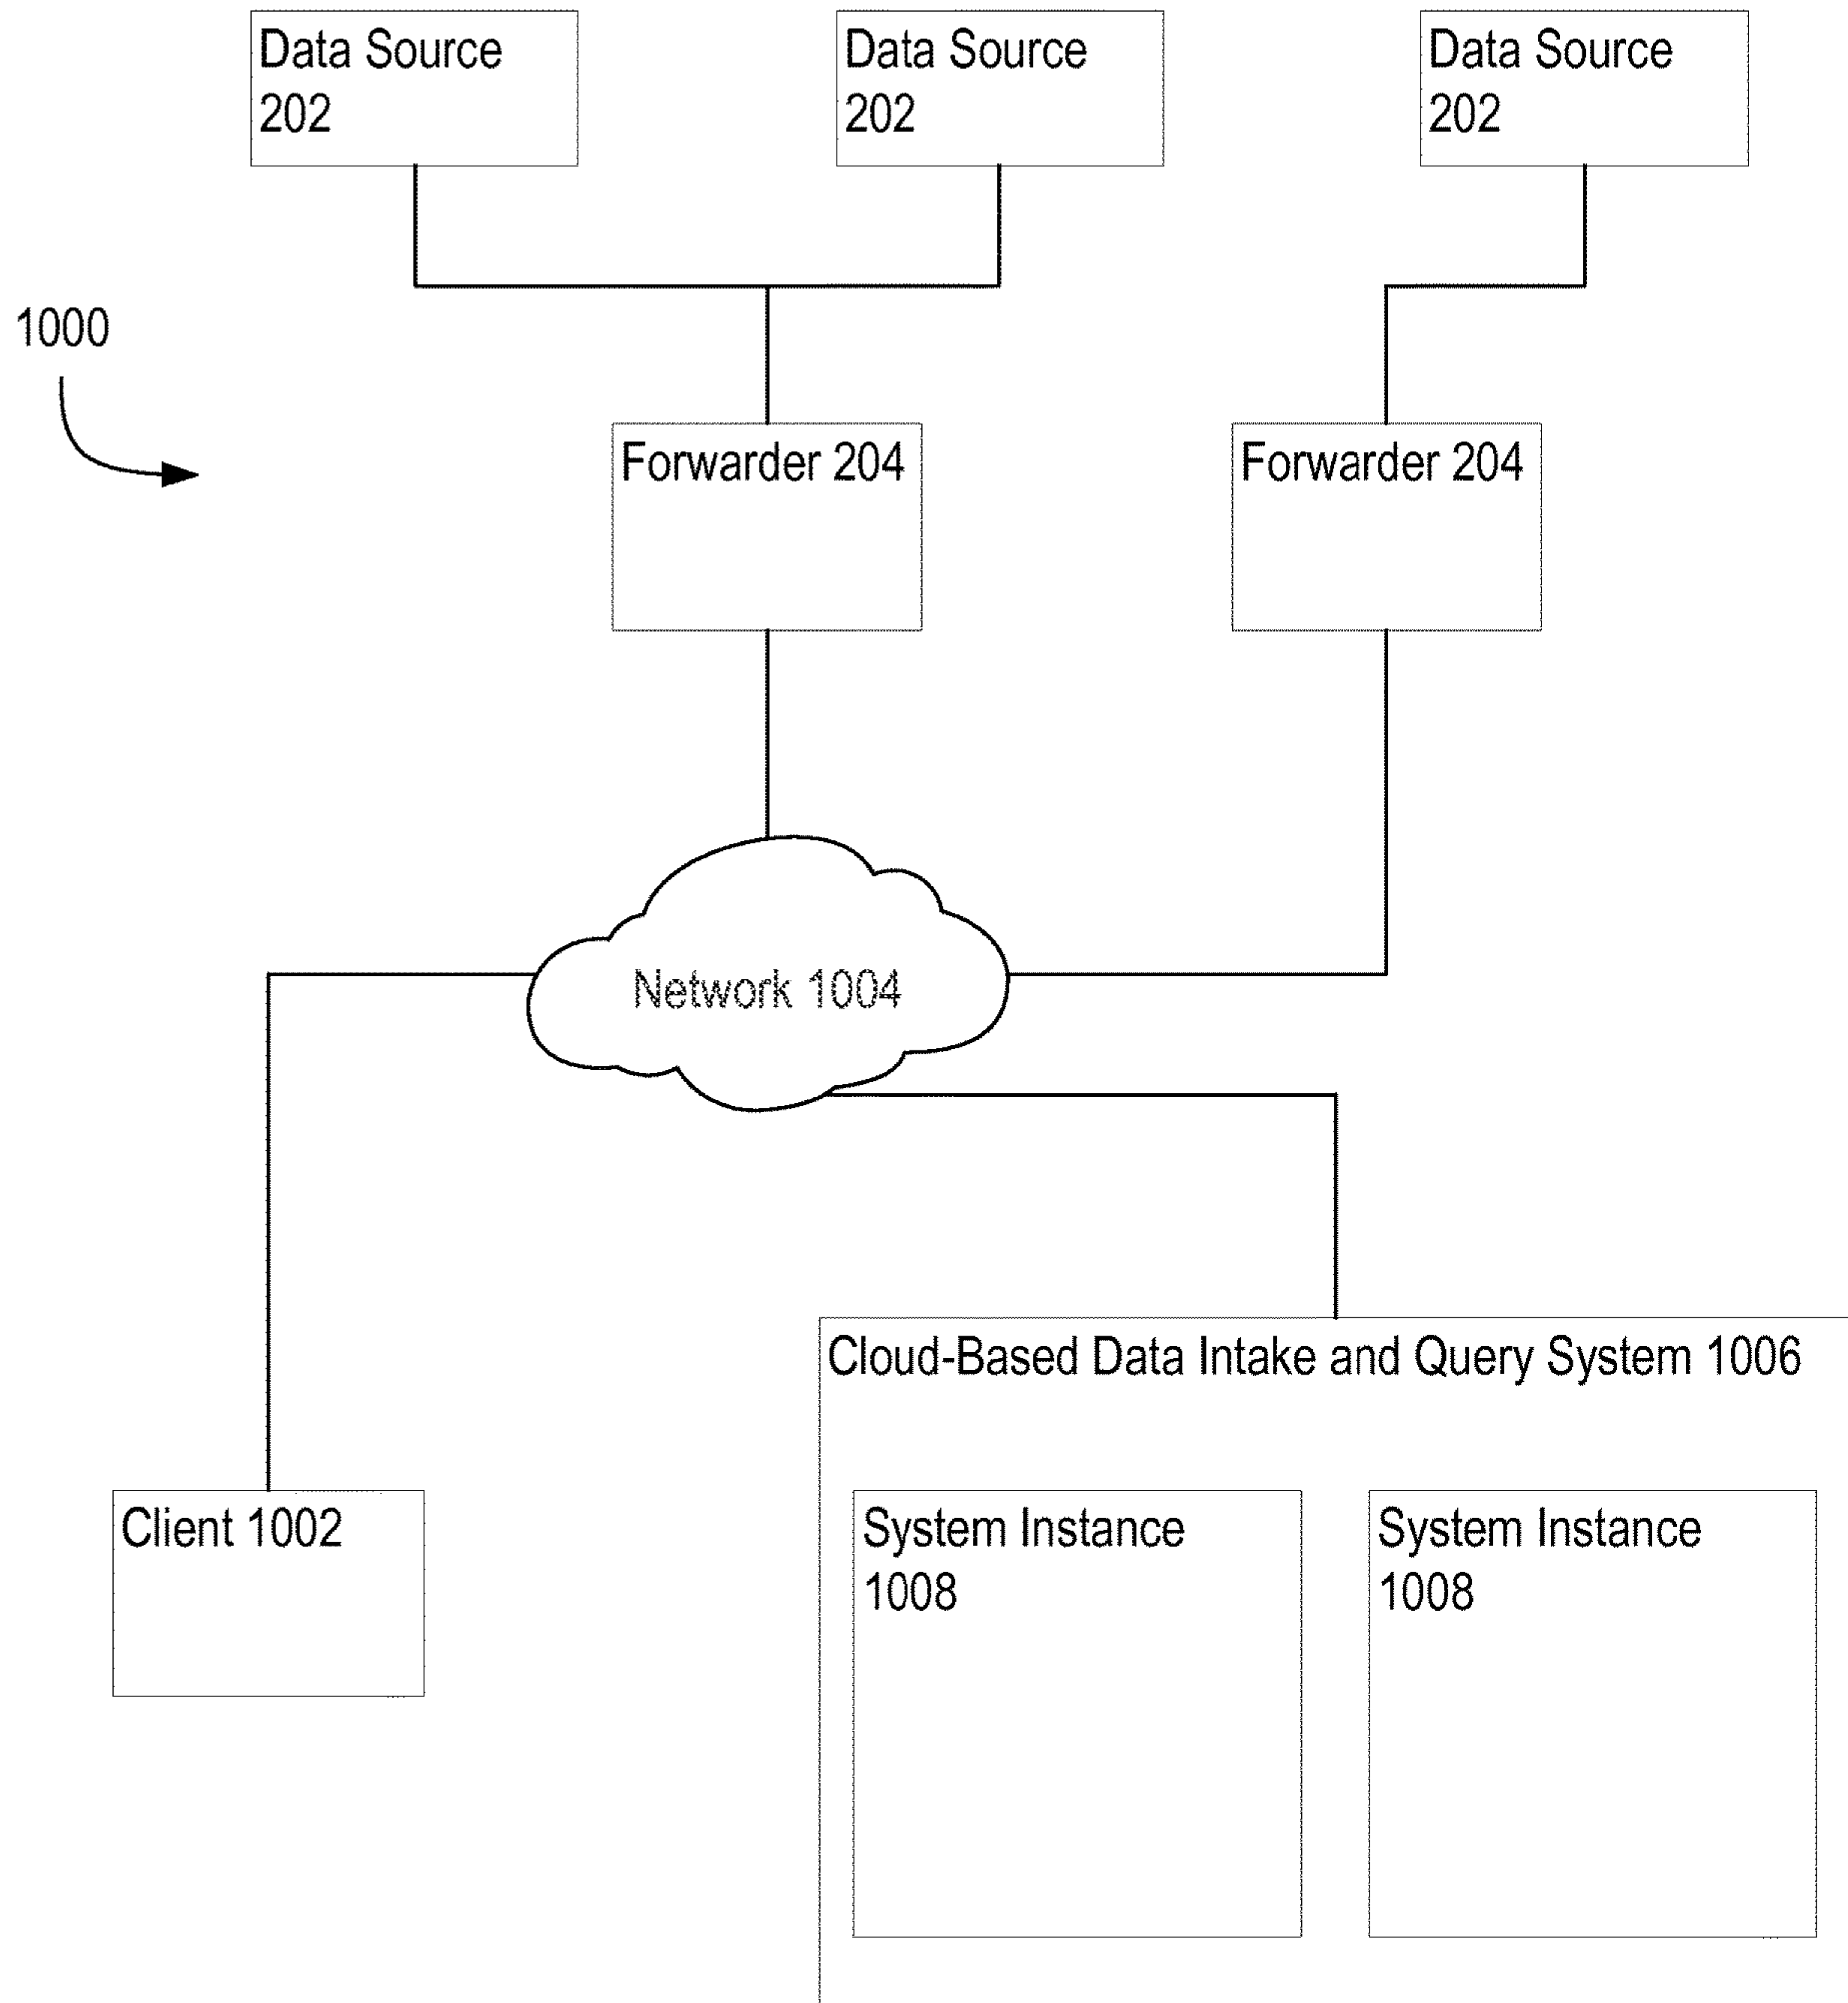 Data Source
202
Data Source
202
Data Source
202
1000
Forwarder 204
Forwarder 204
Network 1004
Cloud-Based Data Intake and Query System 1006
Client 1002
System Instance
1008
System Instance
1008